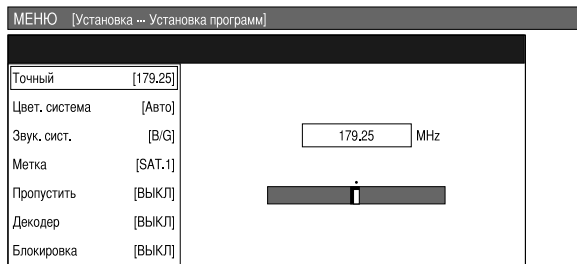 МЕНЮ [Установка --- Установка программ]
Точный [179.25]
Цвет. система [Авто]
Звук. сист. [B/G]
179.25 MHz
Метка [SAT.1]
Пропустить [ВЫКЛ]
Декодер [ВЫКЛ]
Блокировка [ВЫКЛ]